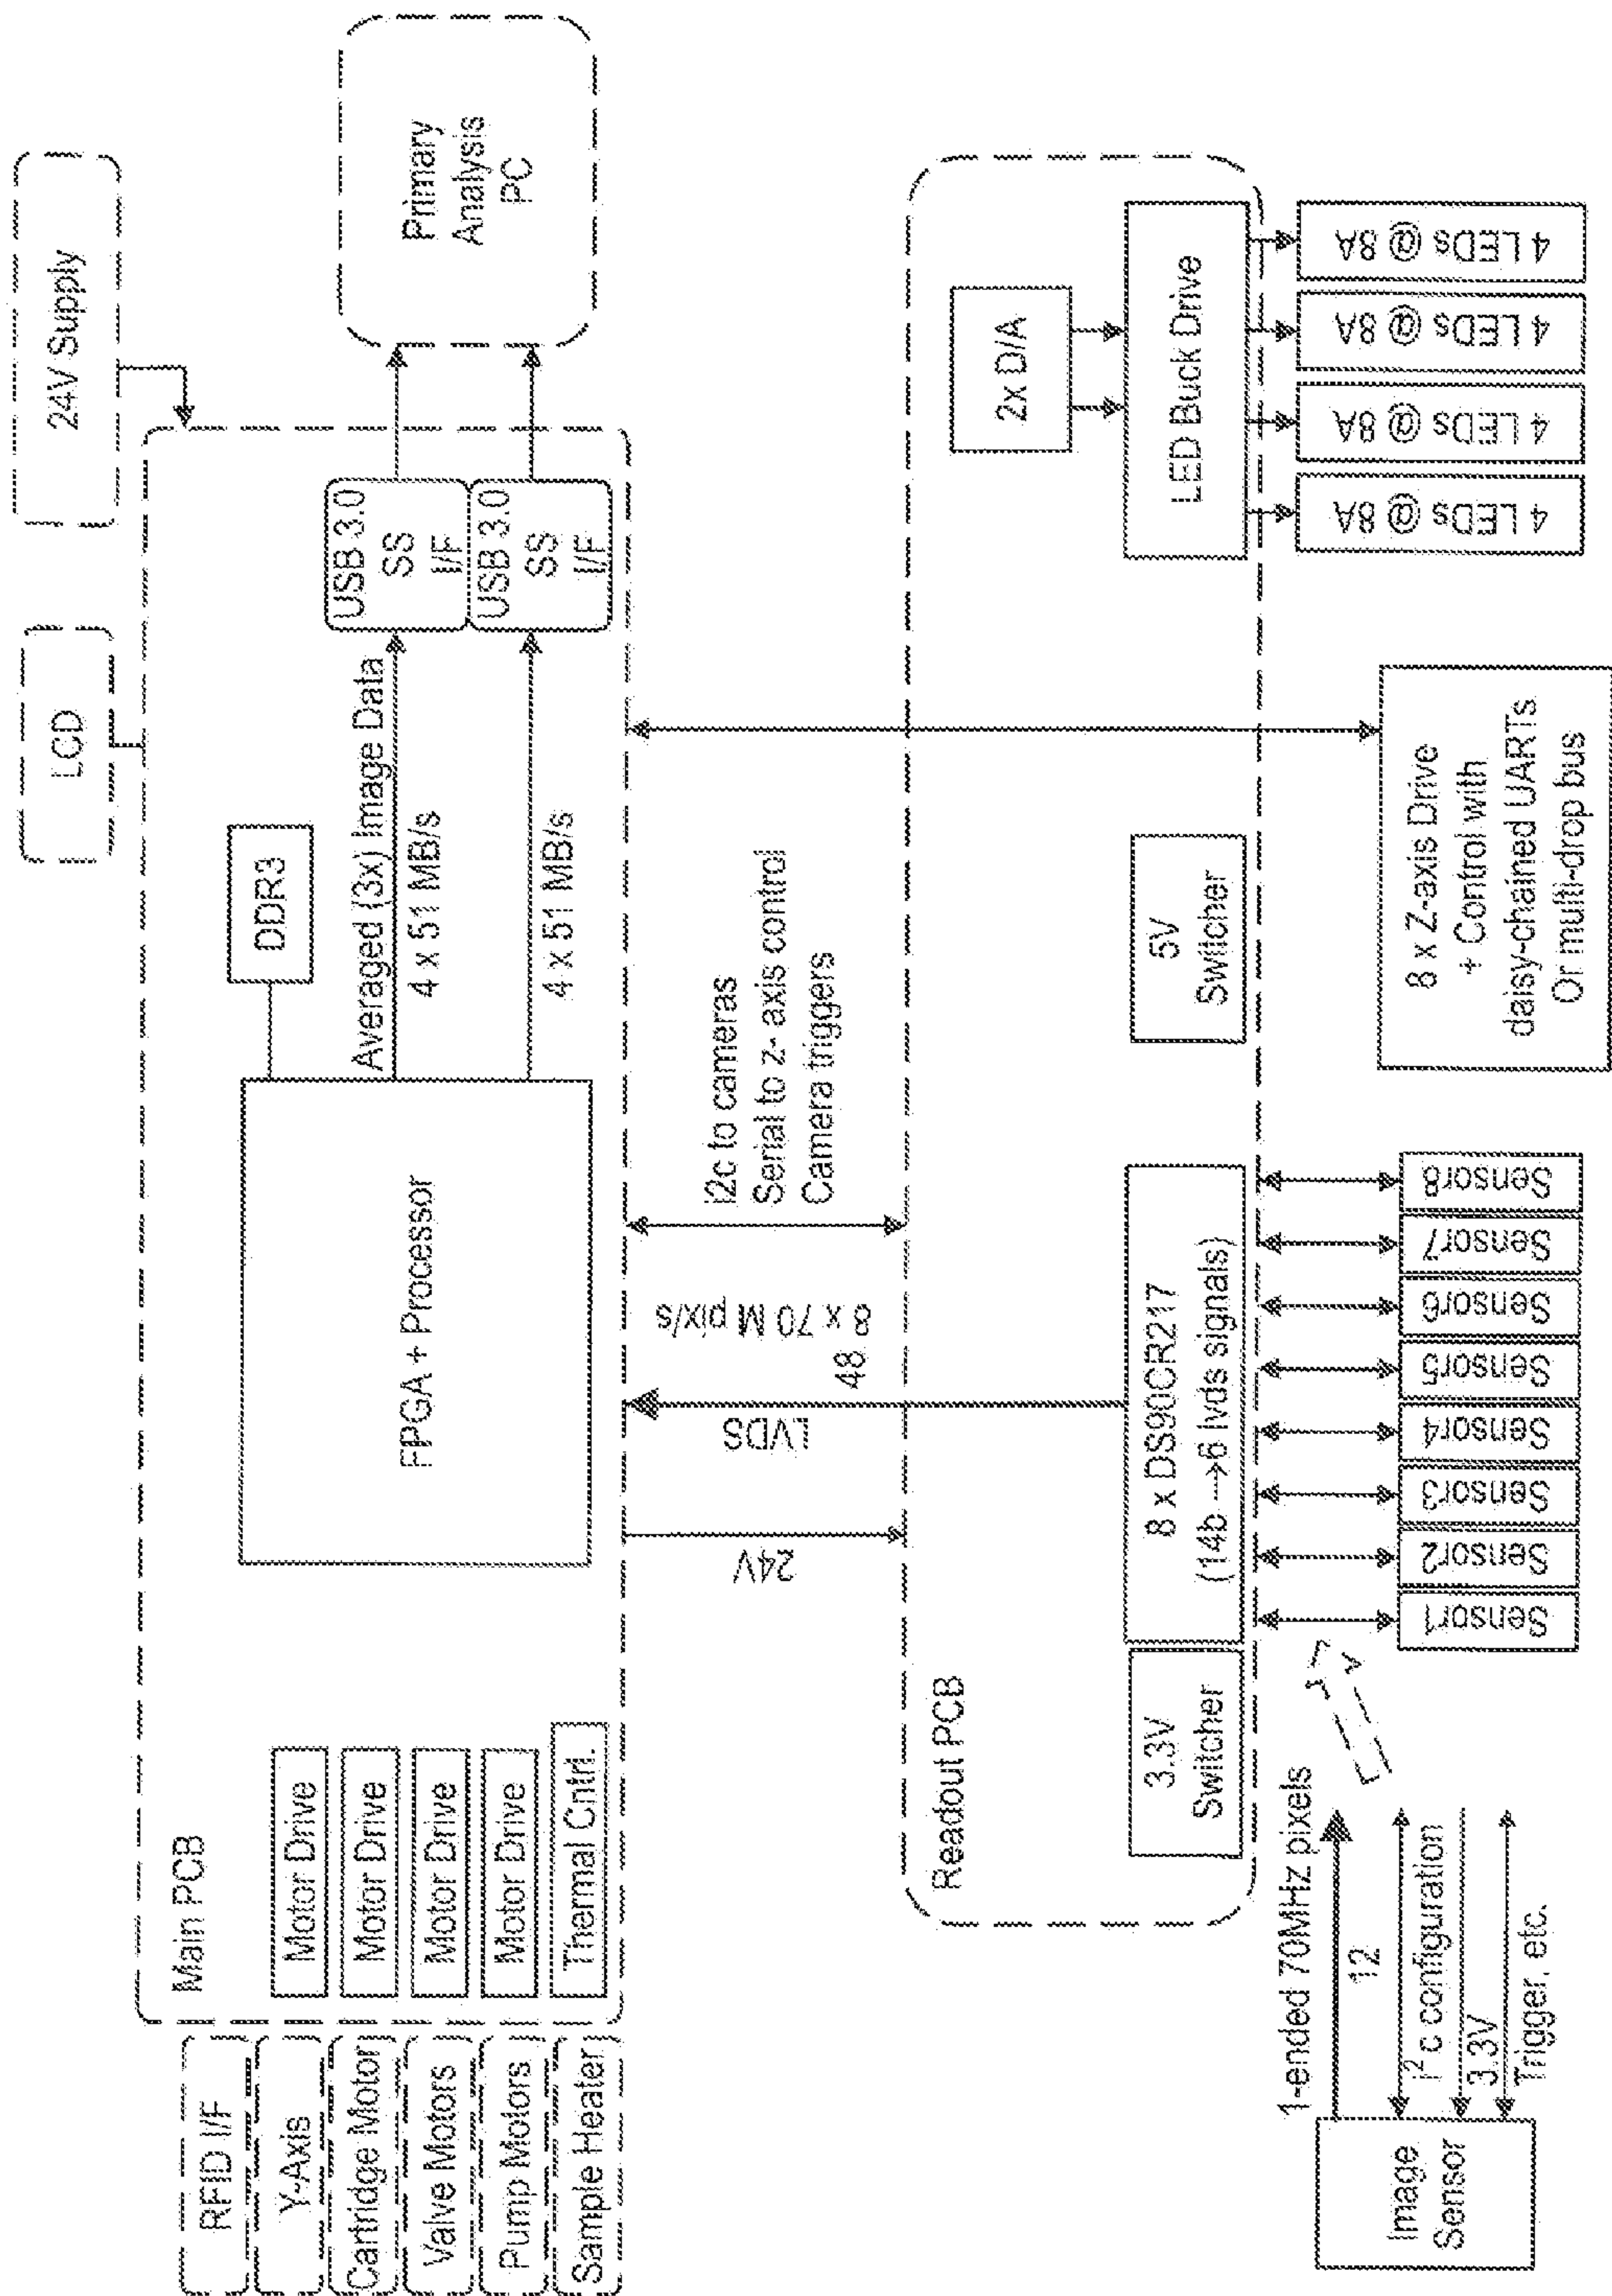 24V Supply
LCD
RFID I/F
Y-Axis
Cartridge Motor
Valve Motors
Pump Motors
Sample Heater
Main PCB
Motor Drive
Motor Drive
Motor Drive
Motor Drive
Thermal Cntrl.
FPGA + Processor
DDR3
Averaged (3x) Image Data
4 x 51 MB/s
4 x 51 MB/s
USB 3.0
SS
I/F
USB 3.0
SS
I/F
Primary
Analysis
PC
24V
LVDS
48
8 x 70 M pix/s
i2c to cameras
Serial to z- axis control
Camera triggers
Readout PCB
3.3V
Switcher
8 x DS90CR217
(14b →6 lvds signals)
5V
Switcher
2x D/A
LED Buck Drive
4 LEDs @ 8A
4 LEDs @ 8A
4 LEDs @ 8A
4 LEDs @ 8A
Sensor1
Sensor2
Sensor3
Sensor4
Sensor5
Sensor6
Sensor7
Sensor8
8 x Z-axis Drive
+ Control with
daisy-chained UARTs
Or multi-drop bus
Image
Sensor
1-ended 70MHz pixels
12
I² c configuration
3.3V
Trigger, etc.